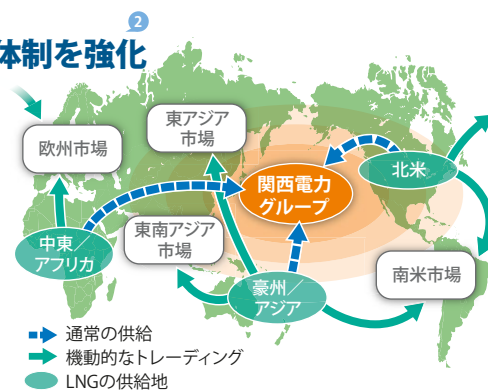 2
体制を強化
欧州市場
東アジア
市場
北米
関西電力
グループ
中東／
アフリカ
東南アジア
市場
豪州／
アジア
南米市場
通常の供給
機動的なトレーディング
LNGの供給地